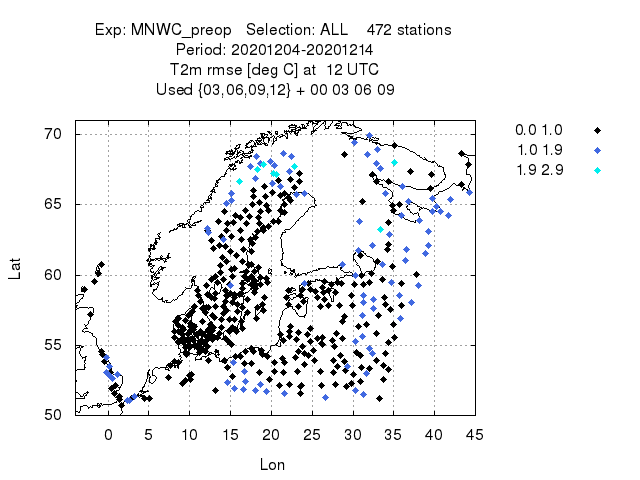 Exp: MNWC_preop Selection: ALL 472 stations
Period: 20201204-20201214
T2m rmse [deg C] at 12 UTC
Used {03,06,09,12} + 00 03 06 09
0.0 1.0
1.0 1.9
1.9 2.9
70
65
60
55
50
Lat
0 5 10 15 20 25 30 35 40 45
Lon